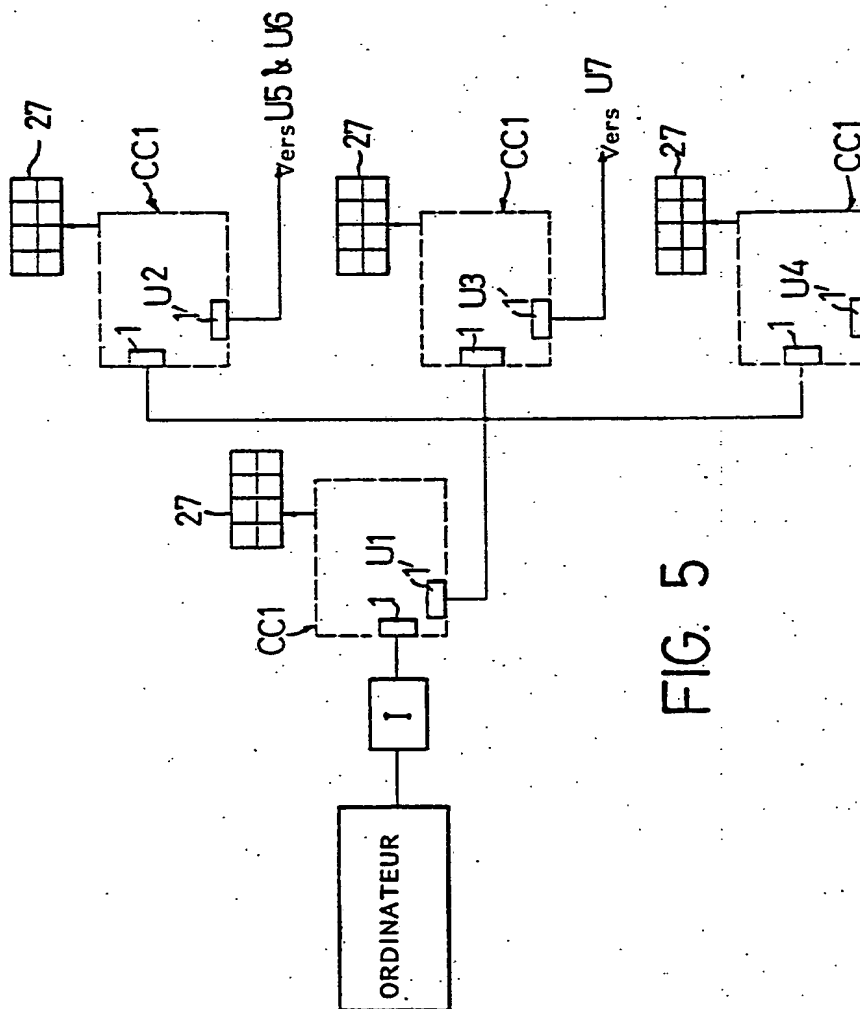 27
CC1
U2
1
1'
Vers U5 & U6
27
CC1
U3
1
1'
Vers U7
27
CC1
U4
1
1'
27
CC1
U1
1
1'
I
ORDINATEUR
FIG. 5